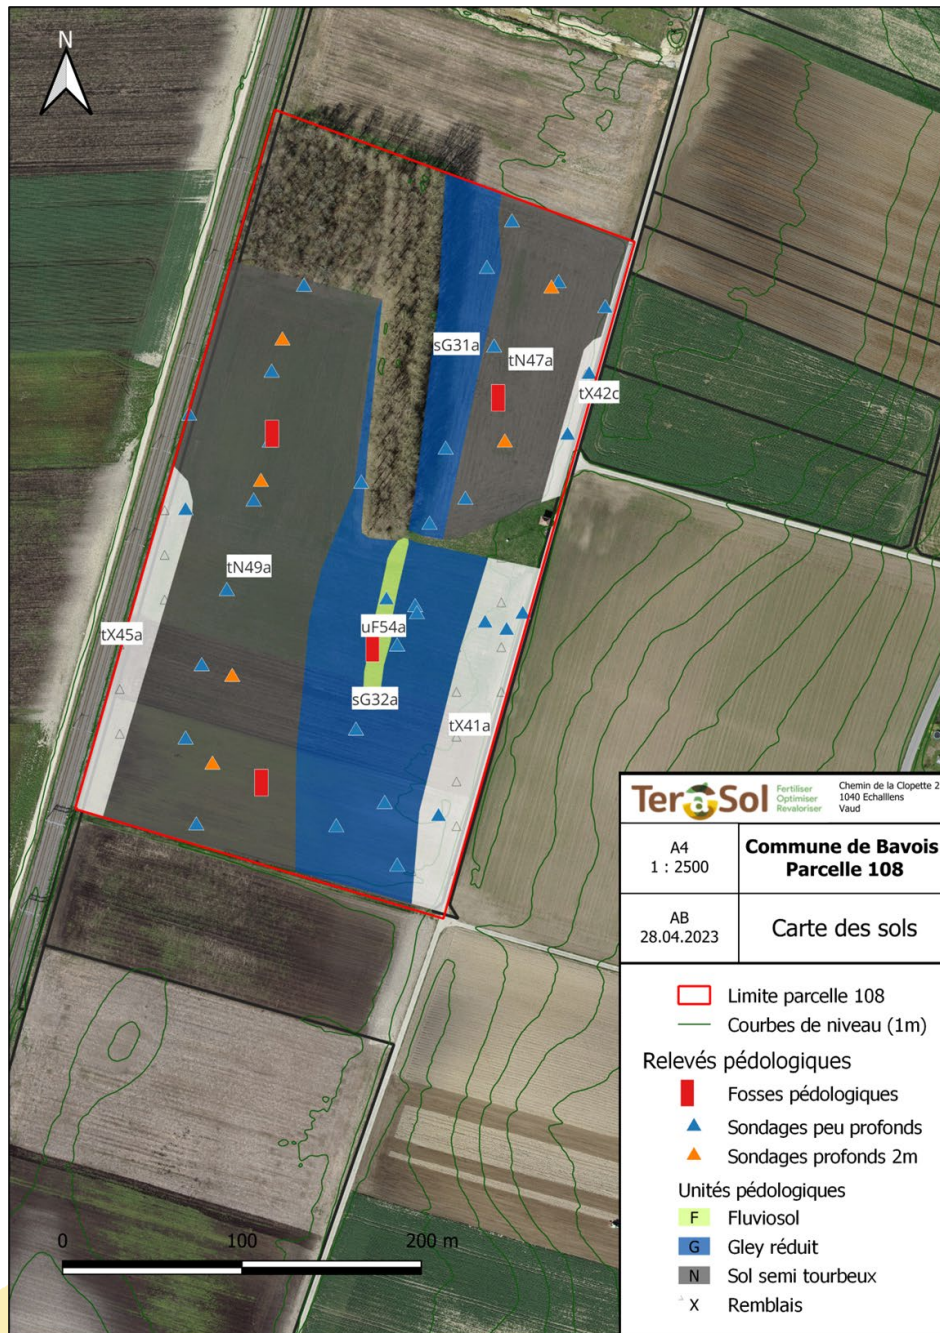 N
sG31a
tN47a
tX42c
tN49a
uF54a
tX45a
sG32a
tX41a
TeraSol
Fertiliser
Optimiser
Revaloriser
Chemin de la Clopette 2
1040 Echallens
Vaud
A4
1 : 2500
Commune de Bavois
Parcelle 108
AB
28.04.2023
Carte des sols
Limite parcelle 108
Courbes de niveau (1m)
Relevés pédologiques
Fosses pédologiques
Sondages peu profonds
Sondages profonds 2m
Unités pédologiques
F Fluviosol
G Gley réduit
N Sol semi tourbeux
X Remblais
0 100 200 m